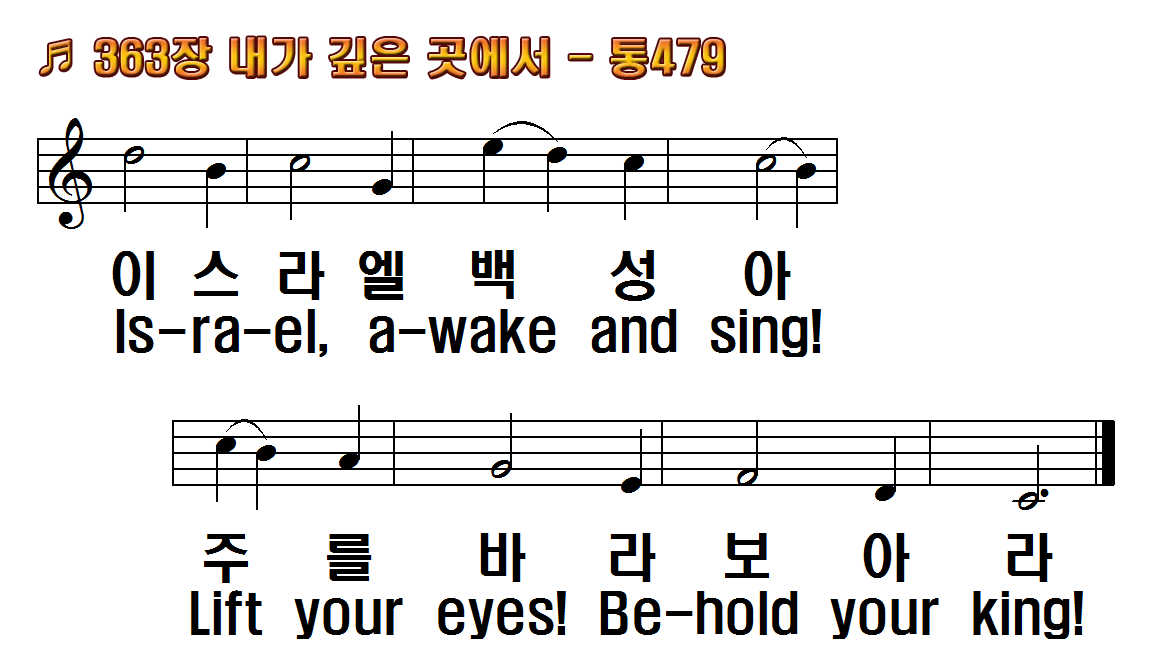 363장 내가 깊은 곳에서 - 통479
이 스 라 엘 백 성 아
Is-ra-el, a-wake and sing!
주 를 바 라 보 아 라
Lift your eyes! Be-hold your king!